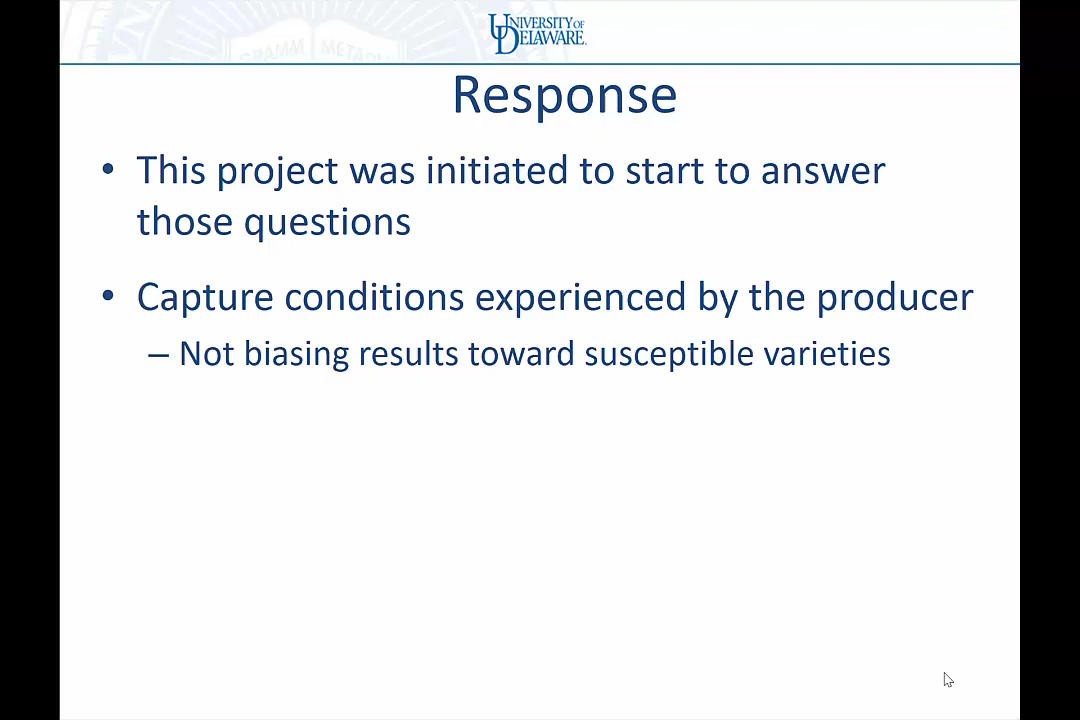 UNIVERSITY OF
DELAWARE.
Response
• This project was initiated to start to answer
those questions
• Capture conditions experienced by the producer
– Not biasing results toward susceptible varieties